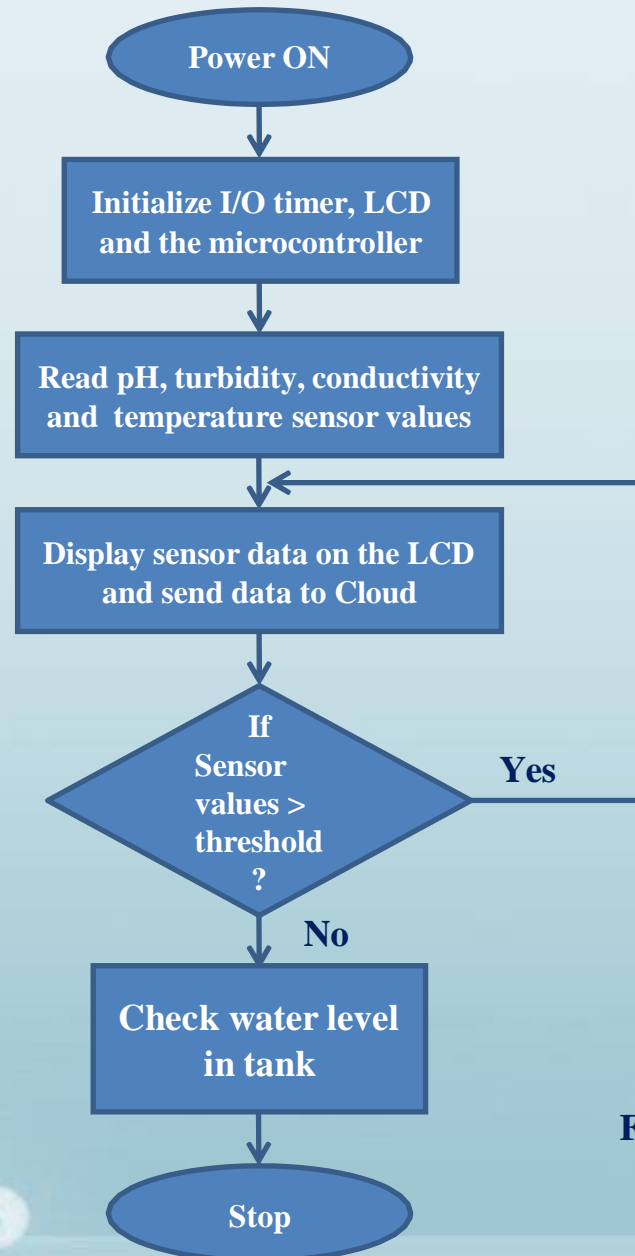 Power ON
Initialize I/O timer, LCD
and the microcontroller
Read pH, turbidity, conductivity
and temperature sensor values
Display sensor data on the LCD
and send data to Cloud
If
Sensor
values >
threshold
?
Yes
No
Check water level
in tank
Stop